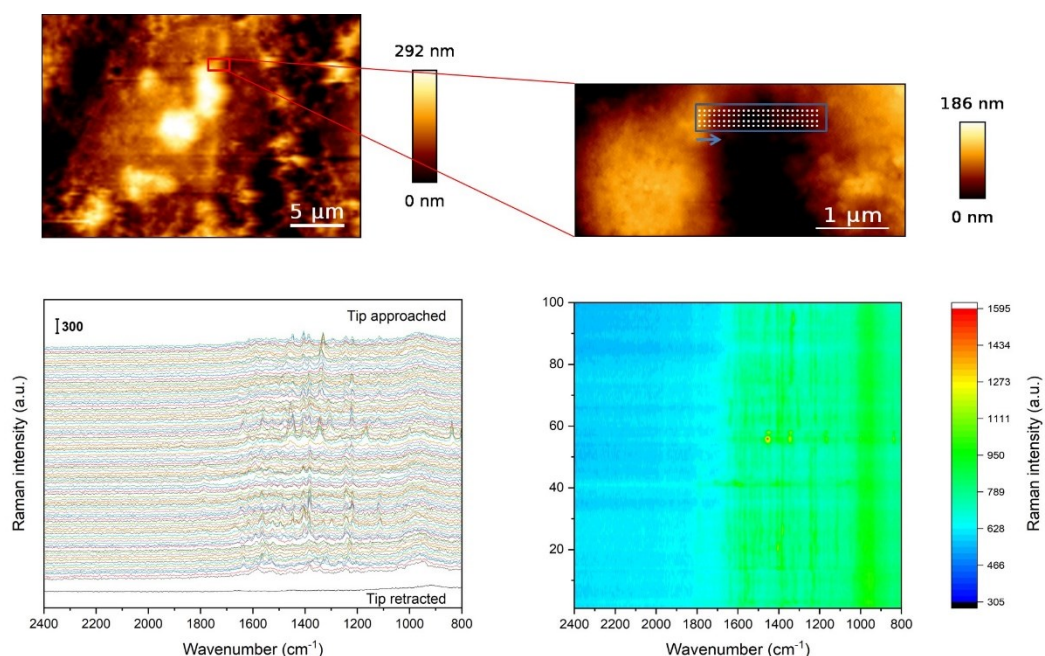 292 nm
0 nm
5 μm
186 nm
0 nm
1 μm
300
Tip approached
Tip retracted
Raman intensity (a.u.)
2400 2200 2000 1800 1600 1400 1200 1000 800
Wavenumber (cm⁻¹)
100
80
60
40
20
2400 2200 2000 1800 1600 1400 1200 1000 800
Wavenumber (cm⁻¹)
1595
1434
1273
1111
950
789
628
466
305
Raman intensity (a.u.)